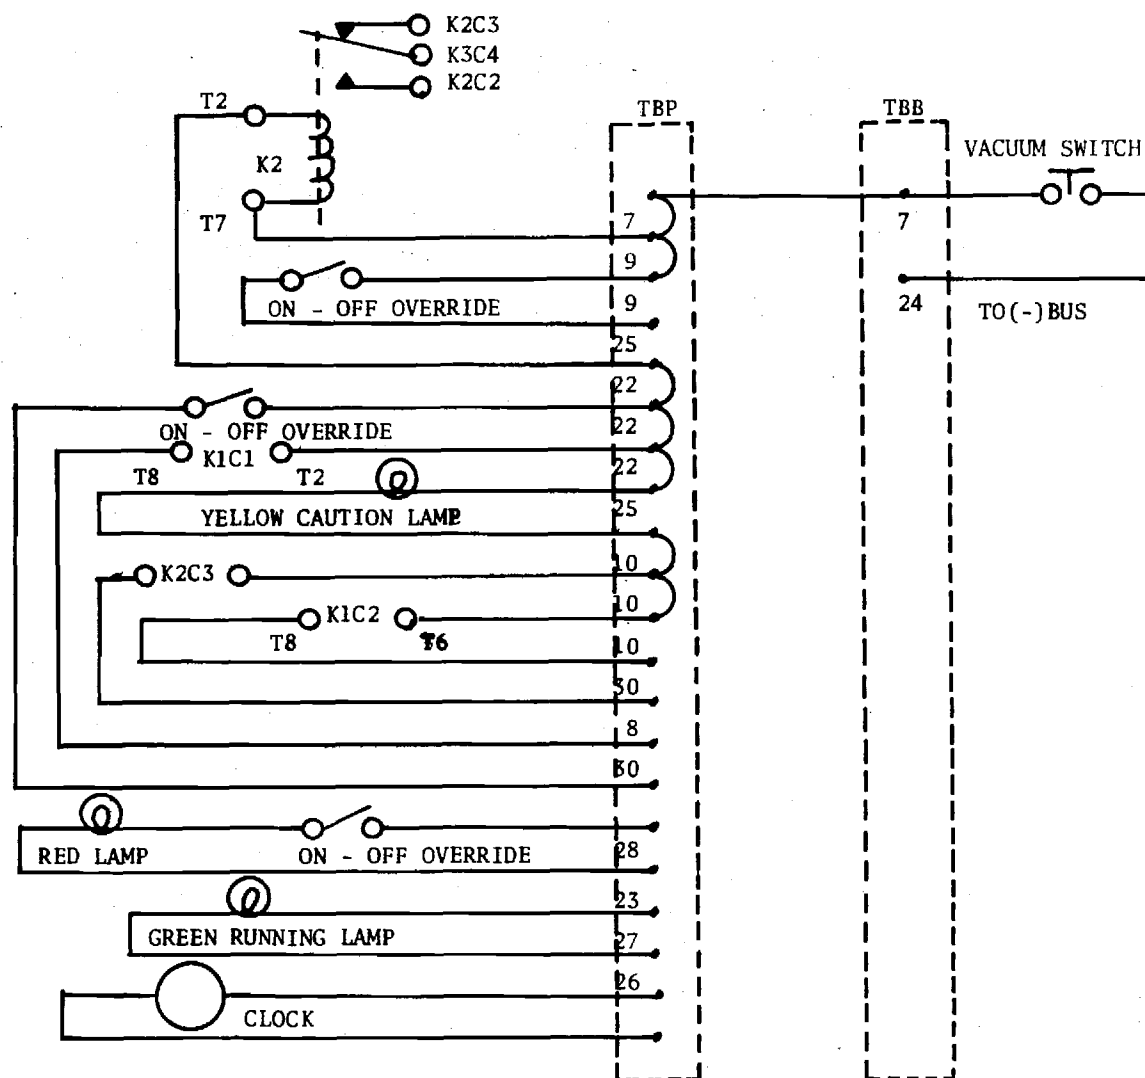 K2C3
K3C4
K2C2
T2
TBP
TBB
VACUUM SWITCH
K2
T7
7
7
9
ON - OFF OVERRIDE
9
24
TO(-)BUS
25
22
ON - OFF OVERRIDE
22
K1C1
T8
T2
22
YELLOW CAUTION LAMP
25
K2C3
10
K1C2
10
T8
T6
10
30
8
30
RED LAMP
ON - OFF OVERRIDE
28
23
GREEN RUNNING LAMP
27
26
CLOCK